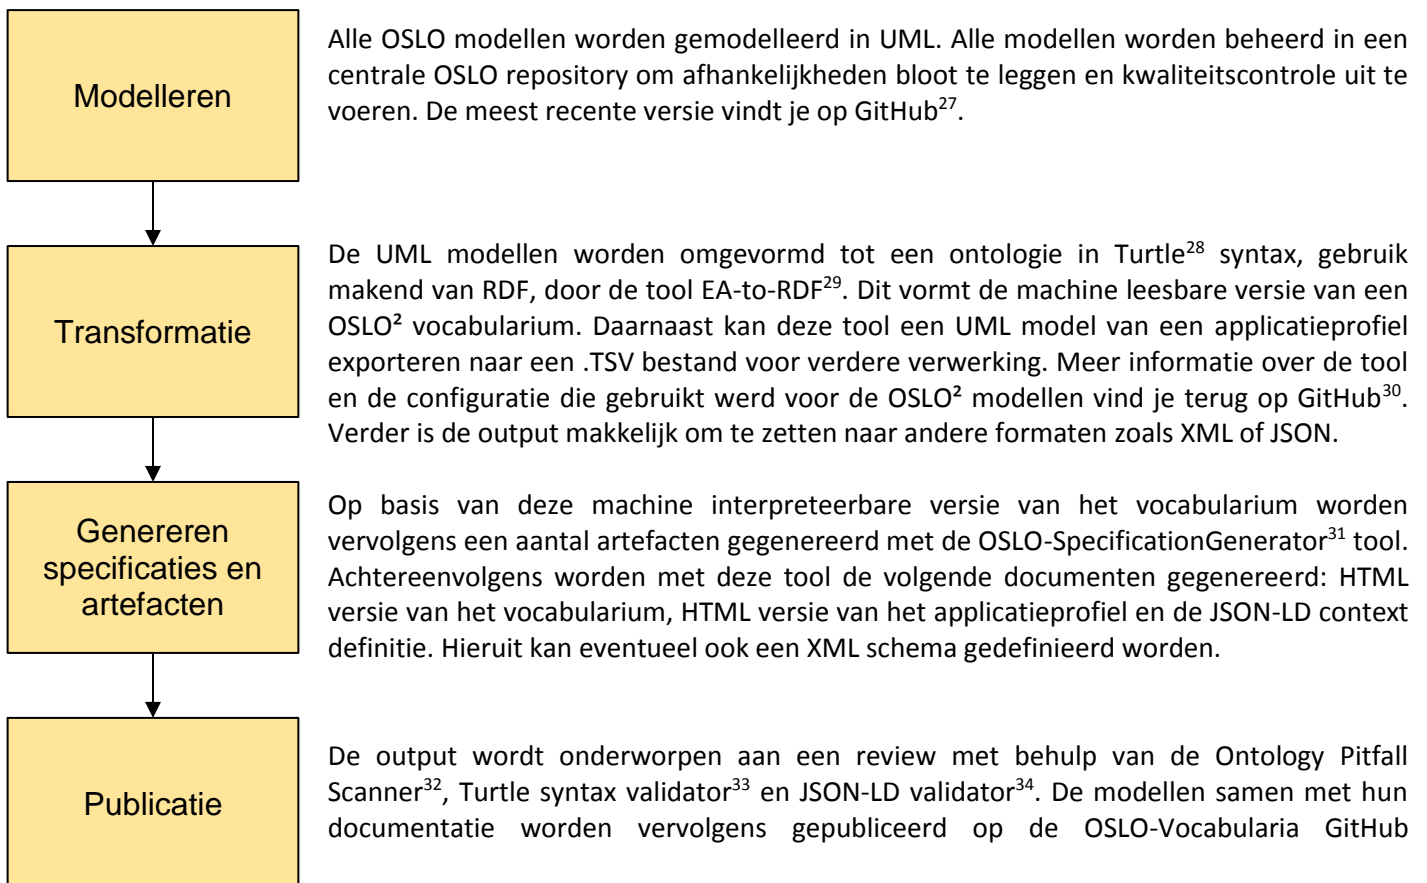 Modelleren
Alle OSLO modellen worden gemodelleerd in UML. Alle modellen worden beheerd in een
centrale OSLO repository om afhankelijkheden bloot te leggen en kwaliteitscontrole uit te
voeren. De meest recente versie vindt je op GitHub²⁷.
Transformatie
De UML modellen worden omgevormd tot een ontologie in Turtle²⁸ syntax, gebruik
makend van RDF, door de tool EA-to-RDF²⁹. Dit vormt de machine leesbare versie van een
OSLO² vocabularium. Daarnaast kan deze tool een UML model van een applicatieprofiel
exporteren naar een .TSV bestand voor verdere verwerking. Meer informatie over de tool
en de configuratie die gebruikt werd voor de OSLO² modellen vind je terug op GitHub³⁰.
Verder is de output makkelijk om te zetten naar andere formaten zoals XML of JSON.
Genereren
specificaties en
artefacten
Op basis van deze machine interpreteerbare versie van het vocabularium worden
vervolgens een aantal artefacten gegenereerd met de OSLO-SpecificationGenerator³¹ tool.
Achtereenvolgens worden met deze tool de volgende documenten gegenereerd: HTML
versie van het vocabularium, HTML versie van het applicatieprofiel en de JSON-LD context
definitie. Hieruit kan eventueel ook een XML schema gedefinieerd worden.
Publicatie
De output wordt onderworpen aan een review met behulp van de Ontology Pitfall
Scanner³², Turtle syntax validator³³ en JSON-LD validator³⁴. De modellen samen met hun
documentatie worden vervolgens gepubliceerd op de OSLO-Vocabularia GitHub